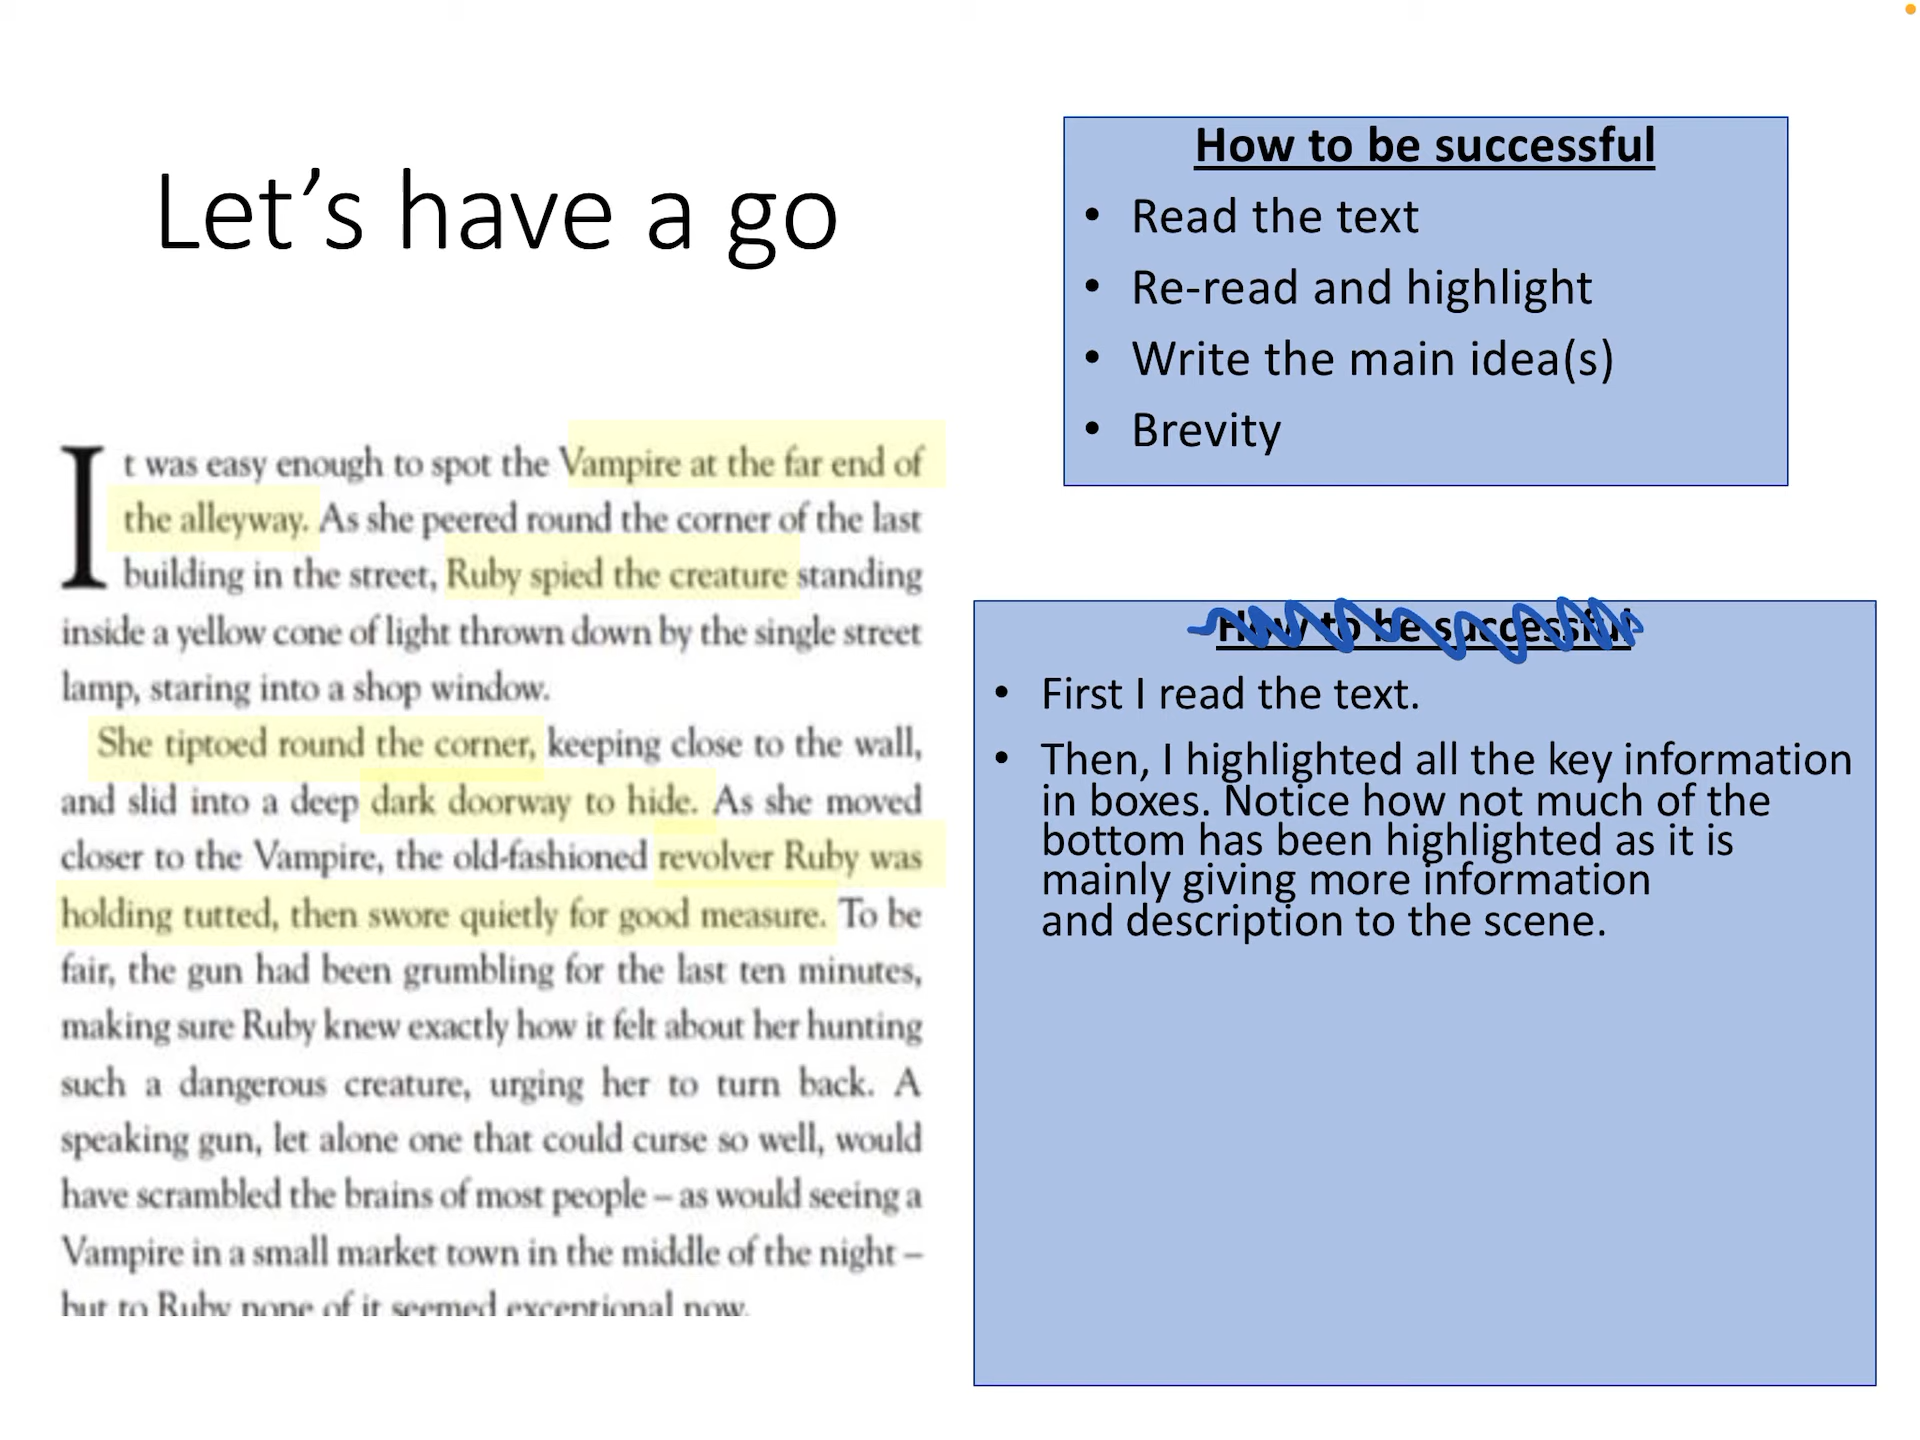 Let’s have a go
It was easy enough to spot the Vampire at the far end of
the alleyway. As she peered round the corner of the last
building in the street, Ruby spied the creature standing
inside a yellow cone of light thrown down by the single street
lamp, staring into a shop window.
She tiptoed round the corner, keeping close to the wall,
and slid into a deep dark doorway to hide. As she moved
closer to the Vampire, the old-fashioned revolver Ruby was
holding tutted, then swore quietly for good measure. To be
fair, the gun had been grumbling for the last ten minutes,
making sure Ruby knew exactly how it felt about her hunting
such a dangerous creature, urging her to turn back. A
speaking gun, let alone one that could curse so well, would
have scrambled the brains of most people – as would seeing a
Vampire in a small market town in the middle of the night –
but to Ruby none of it seemed exceptional now.
How to be successful
• Read the text
• Re-read and highlight
• Write the main idea(s)
• Brevity
How to be successful
• First I read the text.
• Then, I highlighted all the key information
in boxes. Notice how not much of the
bottom has been highlighted as it is
mainly giving more information
and description to the scene.